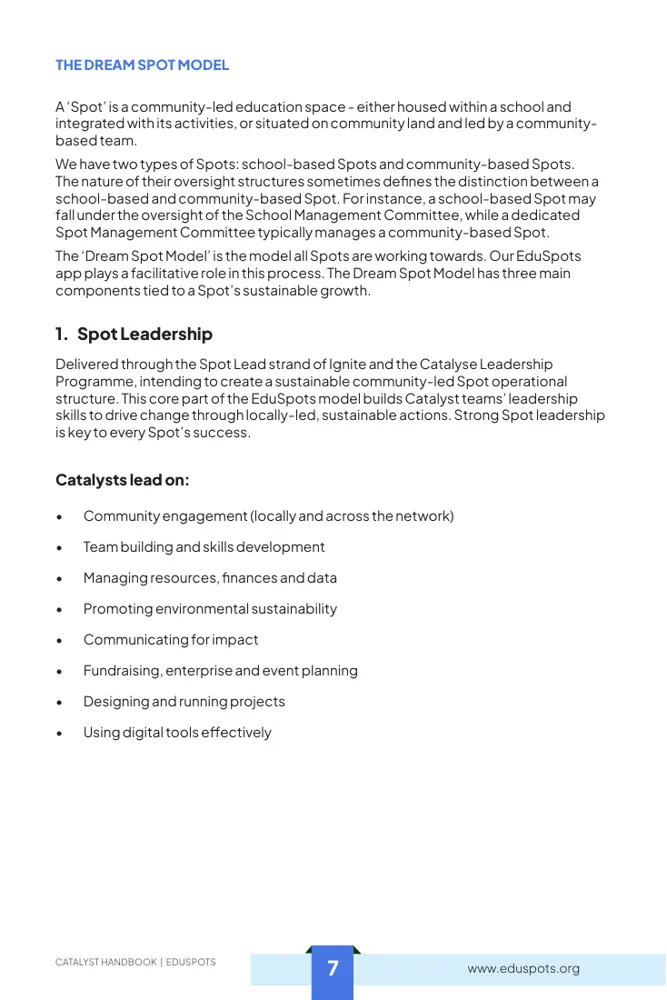 THE DREAM SPOT MODEL
A ‘Spot’ is a community-led education space - either housed within a school and
integrated with its activities, or situated on community land and led by a community-
based team.
We have two types of Spots: school-based Spots and community-based Spots.
The nature of their oversight structures sometimes defines the distinction between a
school-based and community-based Spot. For instance, a school-based Spot may
fall under the oversight of the School Management Committee, while a dedicated
Spot Management Committee typically manages a community-based Spot.
The ‘Dream Spot Model’ is the model all Spots are working towards. Our EduSpots
app plays a facilitative role in this process. The Dream Spot Model has three main
components tied to a Spot’s sustainable growth.
1. Spot Leadership
Delivered through the Spot Lead strand of Ignite and the Catalyse Leadership
Programme, intending to create a sustainable community-led Spot operational
structure. This core part of the EduSpots model builds Catalyst teams’ leadership
skills to drive change through locally-led, sustainable actions. Strong Spot leadership
is key to every Spot’s success.
Catalysts lead on:
• Community engagement (locally and across the network)
• Team building and skills development
• Managing resources, finances and data
• Promoting environmental sustainability
• Communicating for impact
• Fundraising, enterprise and event planning
• Designing and running projects
• Using digital tools effectively
CATALYST HANDBOOK | EDUSPOTS
7
www.eduspots.org